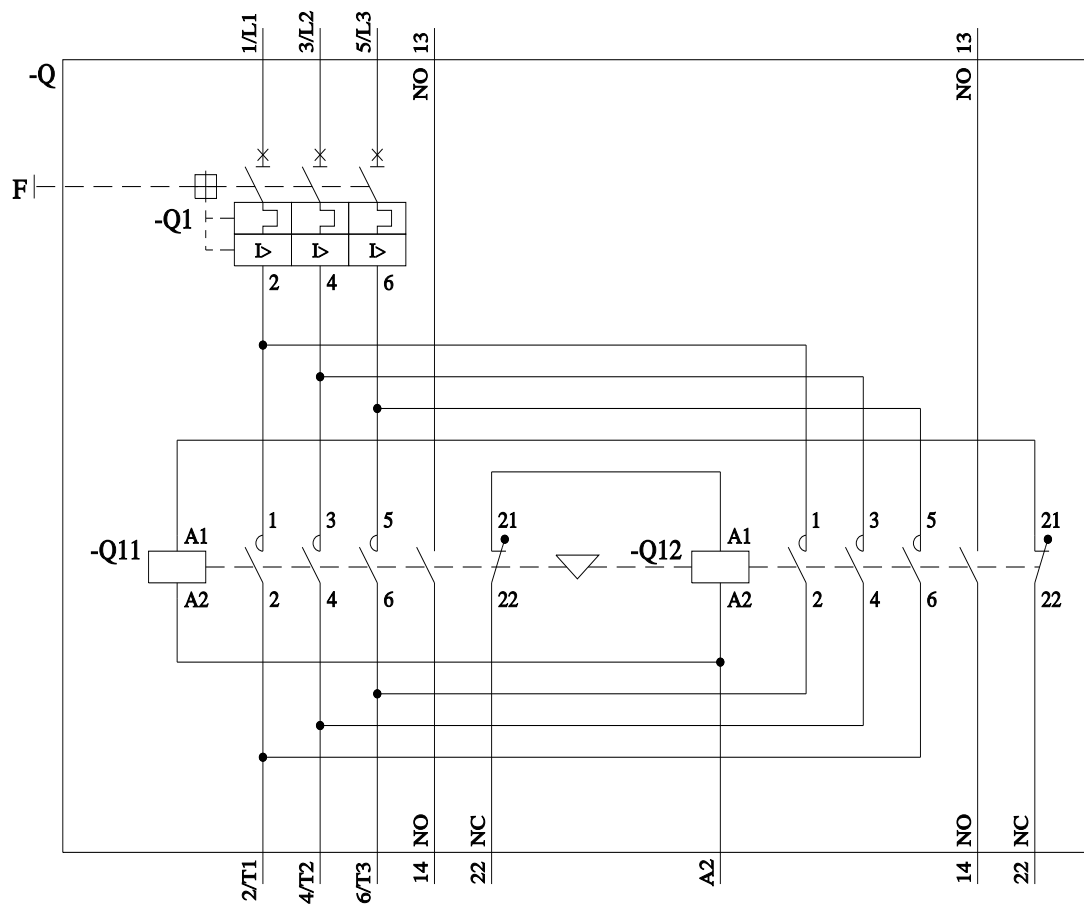 1/L1 3/L2 5/L3 13 13
-Q NO NO
F
-Q1
I> I> I>
2 4 6
1 3 5 21 1 3 5 21
-Q11 A1 -Q12 A1
A2 2 4 6 22 A2 2 4 6 22
NO NC NO NC
2/T1 4/T2 6/T3 14 22 A2 14 22